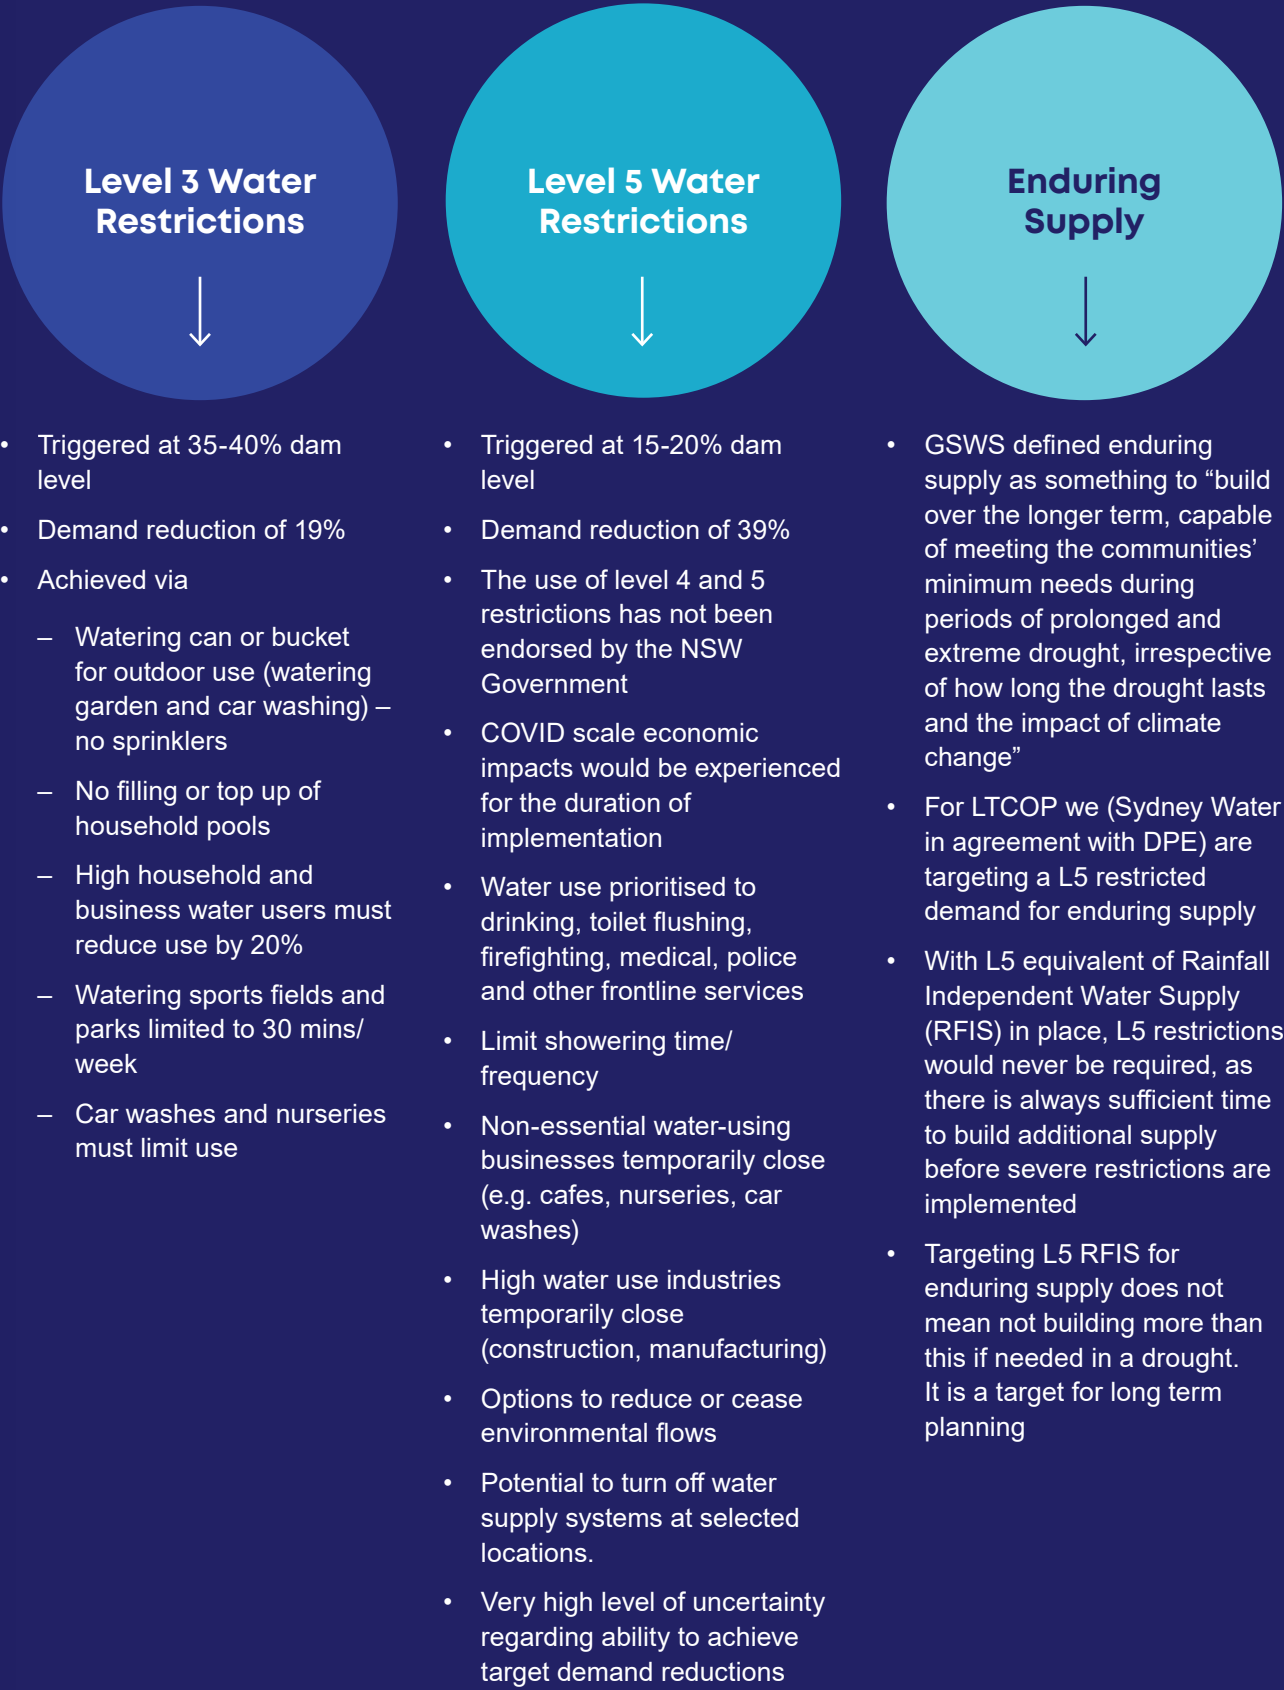 Level 3 Water
Restrictions
• Triggered at 35-40% dam
level
• Demand reduction of 19%
• Achieved via
– Watering can or bucket
for outdoor use (watering
garden and car washing) –
no sprinklers
– No filling or top up of
household pools
– High household and
business water users must
reduce use by 20%
– Watering sports fields and
parks limited to 30 mins/
week
– Car washes and nurseries
must limit use
Level 5 Water
Restrictions
• Triggered at 15-20% dam
level
• Demand reduction of 39%
• The use of level 4 and 5
restrictions has not been
endorsed by the NSW
Government
• COVID scale economic
impacts would be experienced
for the duration of
implementation
• Water use prioritised to
drinking, toilet flushing,
firefighting, medical, police
and other frontline services
• Limit showering time/
frequency
• Non-essential water-using
businesses temporarily close
(e.g. cafes, nurseries, car
washes)
• High water use industries
temporarily close
(construction, manufacturing)
• Options to reduce or cease
environmental flows
• Potential to turn off water
supply systems at selected
locations.
• Very high level of uncertainty
regarding ability to achieve
target demand reductions
Enduring
Supply
• GSWS defined enduring
supply as something to “build
over the longer term, capable
of meeting the communities’
minimum needs during
periods of prolonged and
extreme drought, irrespective
of how long the drought lasts
and the impact of climate
change”
• For LTCOP we (Sydney Water
in agreement with DPE) are
targeting a L5 restricted
demand for enduring supply
• With L5 equivalent of Rainfall
Independent Water Supply
(RFIS) in place, L5 restrictions
would never be required, as
there is always sufficient time
to build additional supply
before severe restrictions are
implemented
• Targeting L5 RFIS for
enduring supply does not
mean not building more than
this if needed in a drought.
It is a target for long term
planning